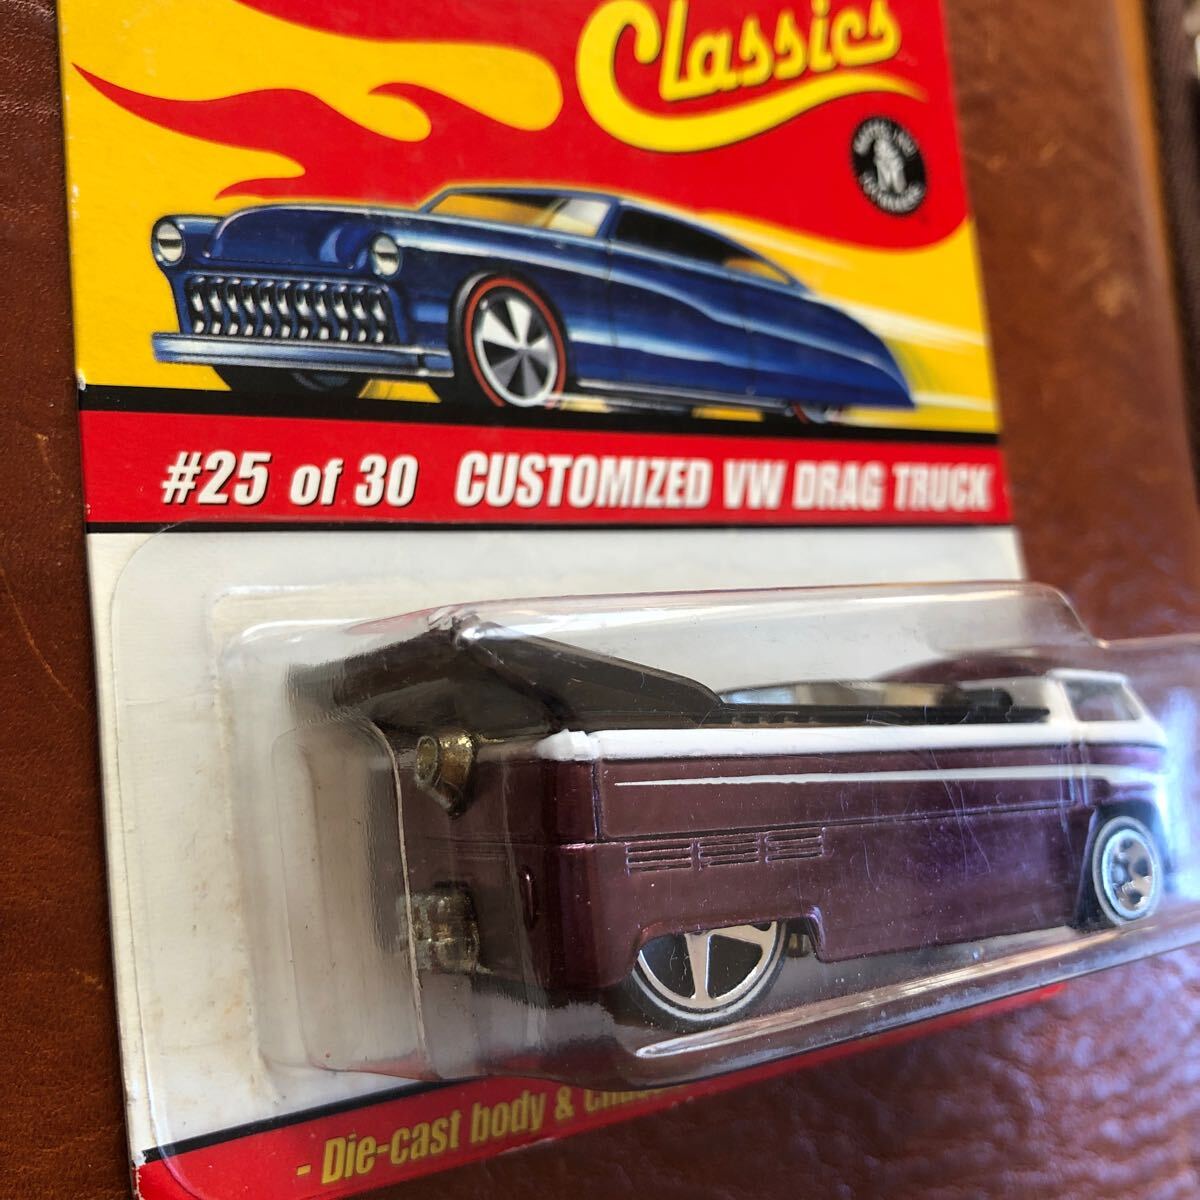 Classics
#25 of 30 CUSTOMIZED VW DRAG TRUCK
- Die-cast body &